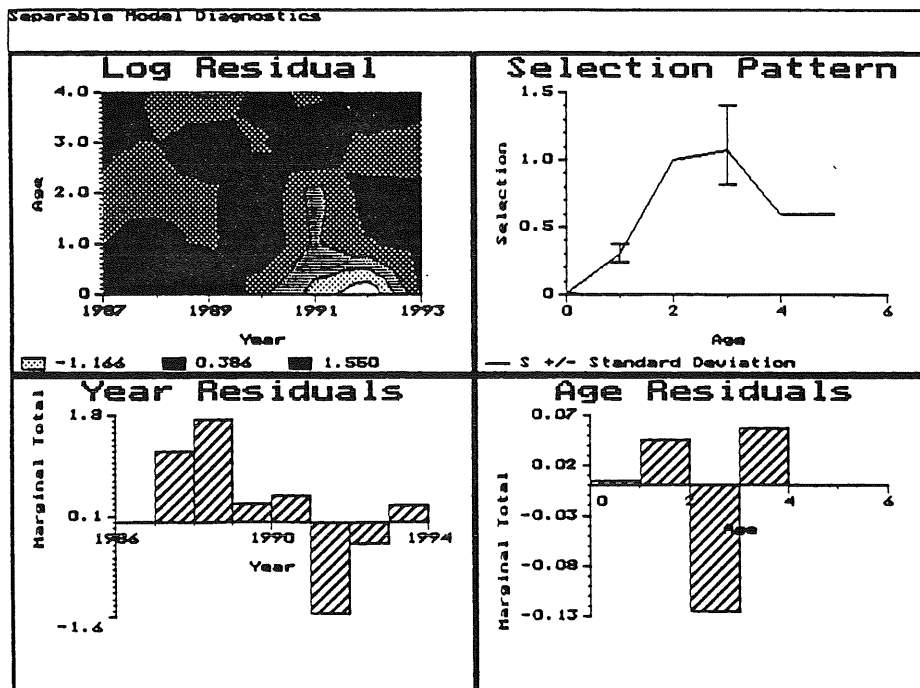 Separable Model Diagnostics
Log Residual
Age
4.0
3.0
2.0
1.0
0
1987 1989 1991 1993
Year
-1.166 0.386 1.550
Selection Pattern
Selection
1.5
1.0
0.5
0
0 2 4 6
Age
S +/- Standard Deviation
Year Residuals
Marginal Total
1.8
0.1
-1.6
1986 1990 1994
Year
Age Residuals
Marginal Total
0.07
0.02
-0.03
-0.08
-0.13
0 2 4 6
Age